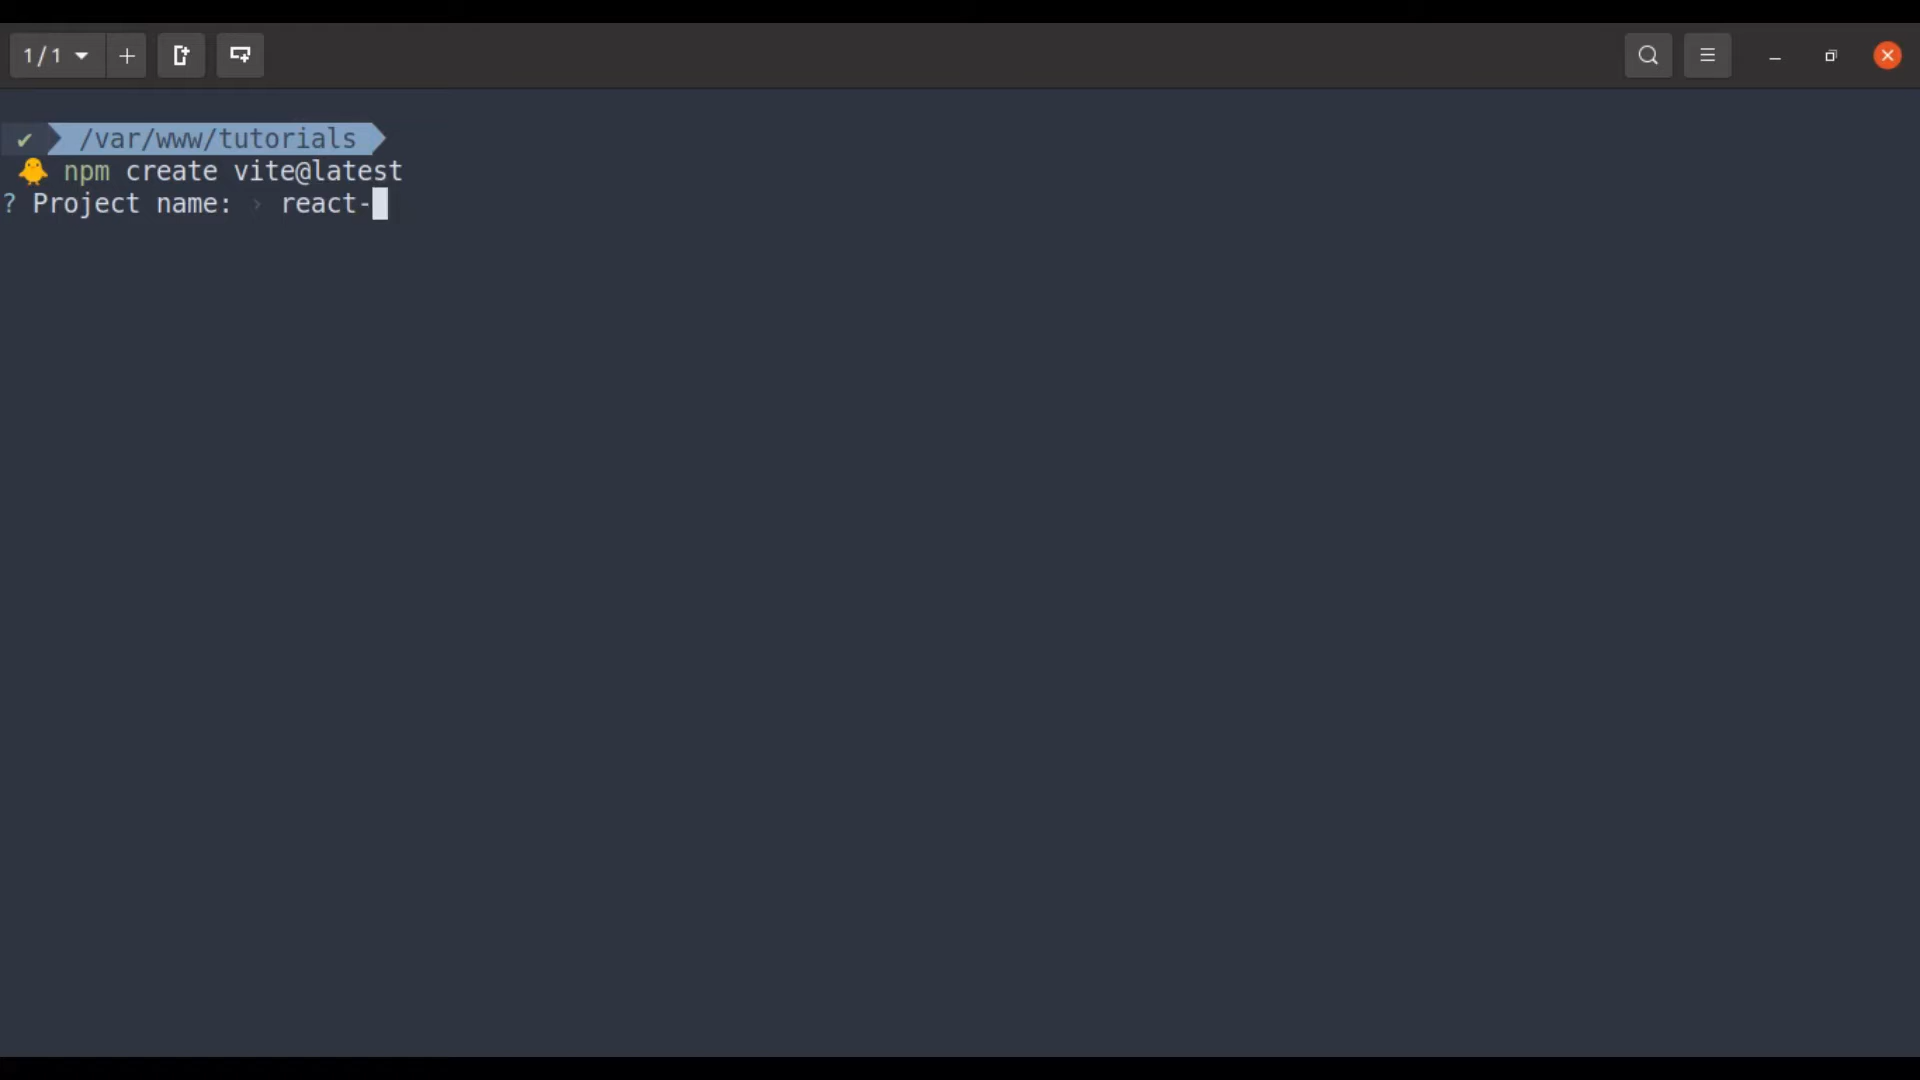 1/1
/var/www/tutorials
npm create vite@latest
? Project name: › react-